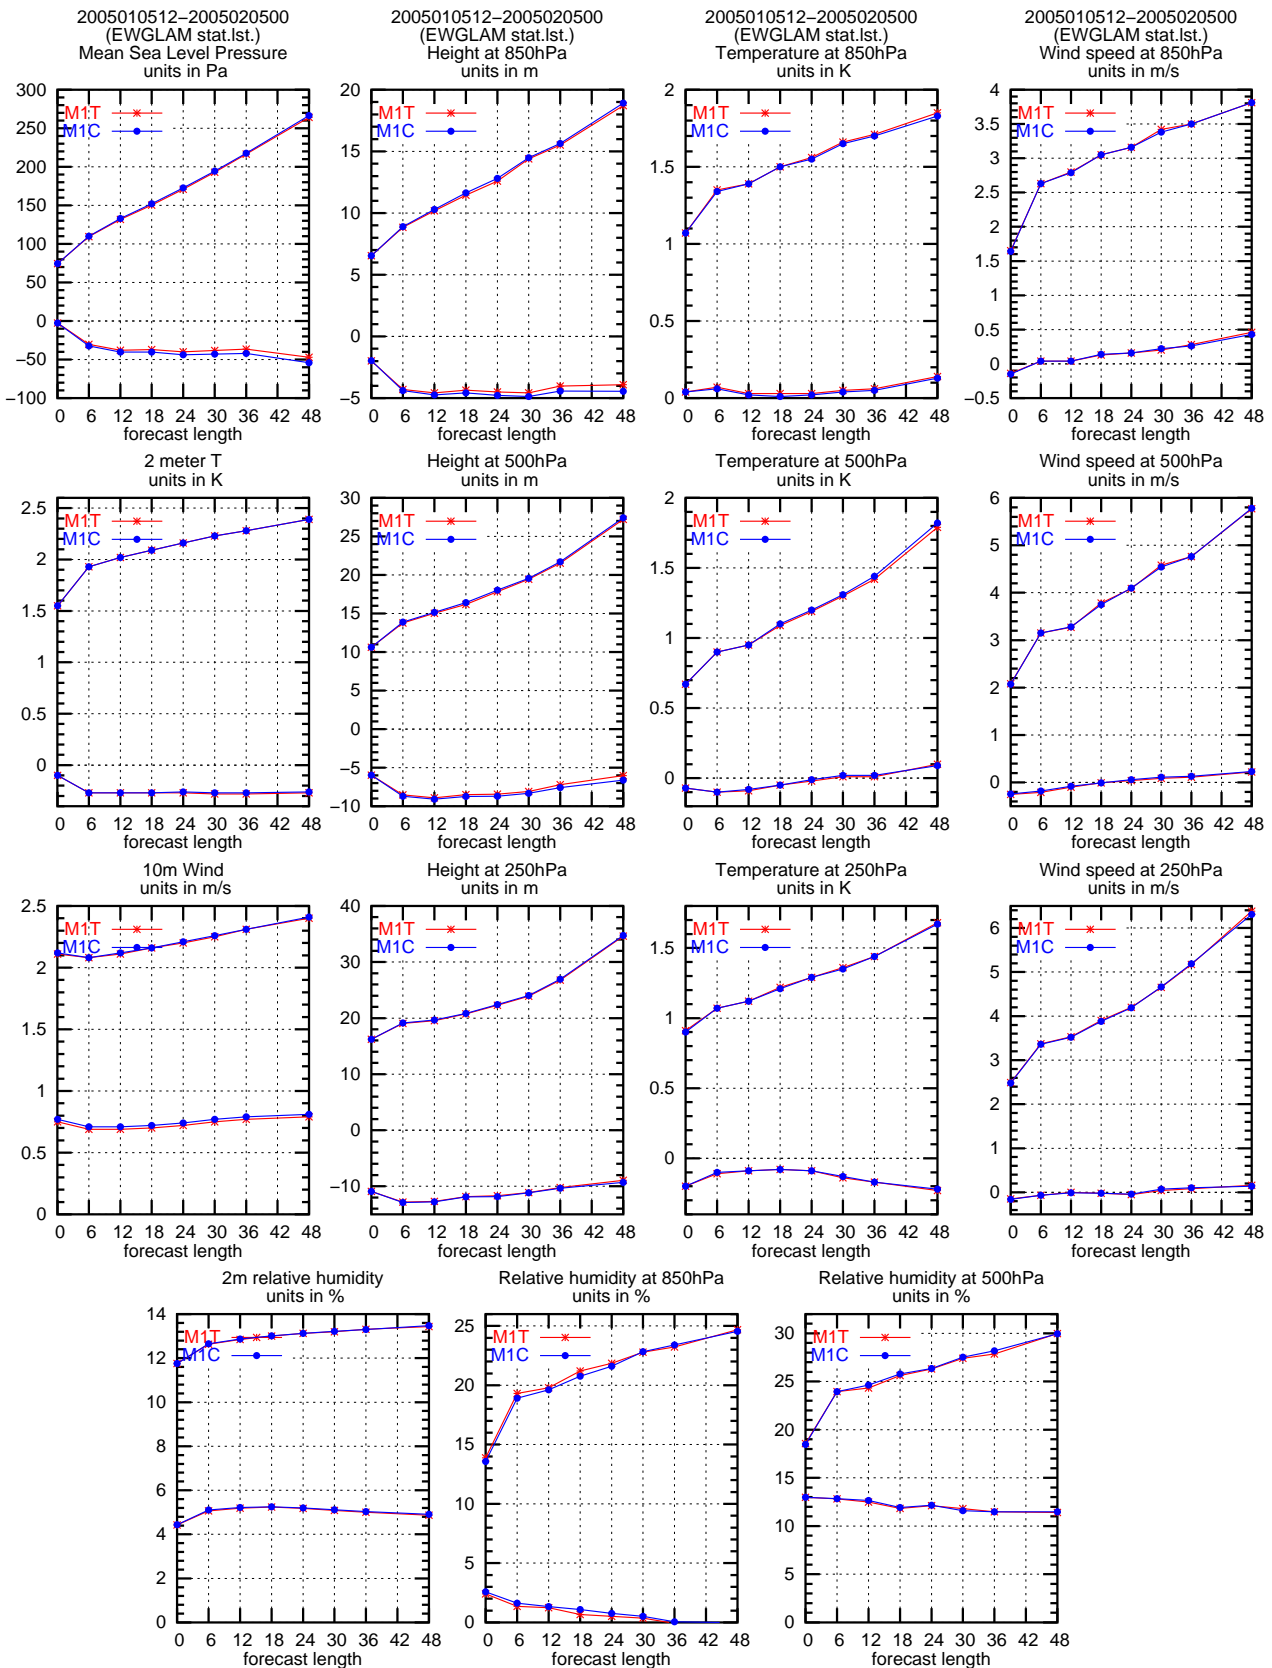 2005010512–2005020500
(EWGLAM stat.lst.)
Mean Sea Level Pressure
units in Pa
300
250
200
150
100
50
0
−50
−100
M1T
M1C
0 6 12 18 24 30 36 42 48
forecast length
2005010512–2005020500
(EWGLAM stat.lst.)
Height at 850hPa
units in m
20
15
10
5
0
−5
M1T
M1C
0 6 12 18 24 30 36 42 48
forecast length
2005010512–2005020500
(EWGLAM stat.lst.)
Temperature at 850hPa
units in K
2
1.5
1
0.5
0
M1T
M1C
0 6 12 18 24 30 36 42 48
forecast length
2005010512–2005020500
(EWGLAM stat.lst.)
Wind speed at 850hPa
units in m/s
4
3.5
3
2.5
2
1.5
1
0.5
0
−0.5
M1T
M1C
0 6 12 18 24 30 36 42 48
forecast length
2 meter T
units in K
2.5
2
1.5
1
0.5
0
M1T
M1C
0 6 12 18 24 30 36 42 48
forecast length
Height at 500hPa
units in m
30
25
20
15
10
5
0
−5
−10
M1T
M1C
0 6 12 18 24 30 36 42 48
forecast length
Temperature at 500hPa
units in K
2
1.5
1
0.5
0
M1T
M1C
0 6 12 18 24 30 36 42 48
forecast length
Wind speed at 500hPa
units in m/s
6
5
4
3
2
1
0
M1T
M1C
0 6 12 18 24 30 36 42 48
forecast length
10m Wind
units in m/s
2.5
2
1.5
1
0.5
0
M1T
M1C
0 6 12 18 24 30 36 42 48
forecast length
Height at 250hPa
units in m
40
30
20
10
0
−10
M1T
M1C
0 6 12 18 24 30 36 42 48
forecast length
Temperature at 250hPa
units in K
1.5
1
0.5
0
M1T
M1C
0 6 12 18 24 30 36 42 48
forecast length
Wind speed at 250hPa
units in m/s
6
5
4
3
2
1
0
M1T
M1C
0 6 12 18 24 30 36 42 48
forecast length
2m relative humidity
units in %
14
12
10
8
6
4
2
0
M1T
M1C
0 6 12 18 24 30 36 42 48
forecast length
Relative humidity at 850hPa
units in %
25
20
15
10
5
0
M1T
M1C
0 6 12 18 24 30 36 42 48
forecast length
Relative humidity at 500hPa
units in %
30
25
20
15
10
5
0
M1T
M1C
0 6 12 18 24 30 36 42 48
forecast length